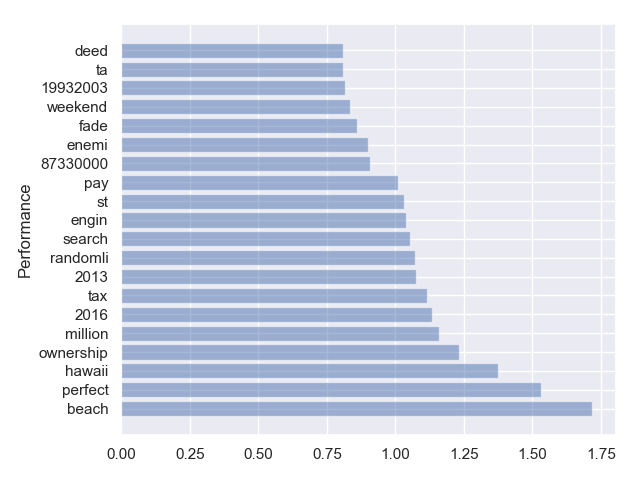 deed
ta
19932003
weekend
fade
enemi
87330000
pay
st
engin
search
randomli
2013
tax
2016
million
ownership
hawaii
perfect
beach
Performance
0.00 0.25 0.50 0.75 1.00 1.25 1.50 1.75